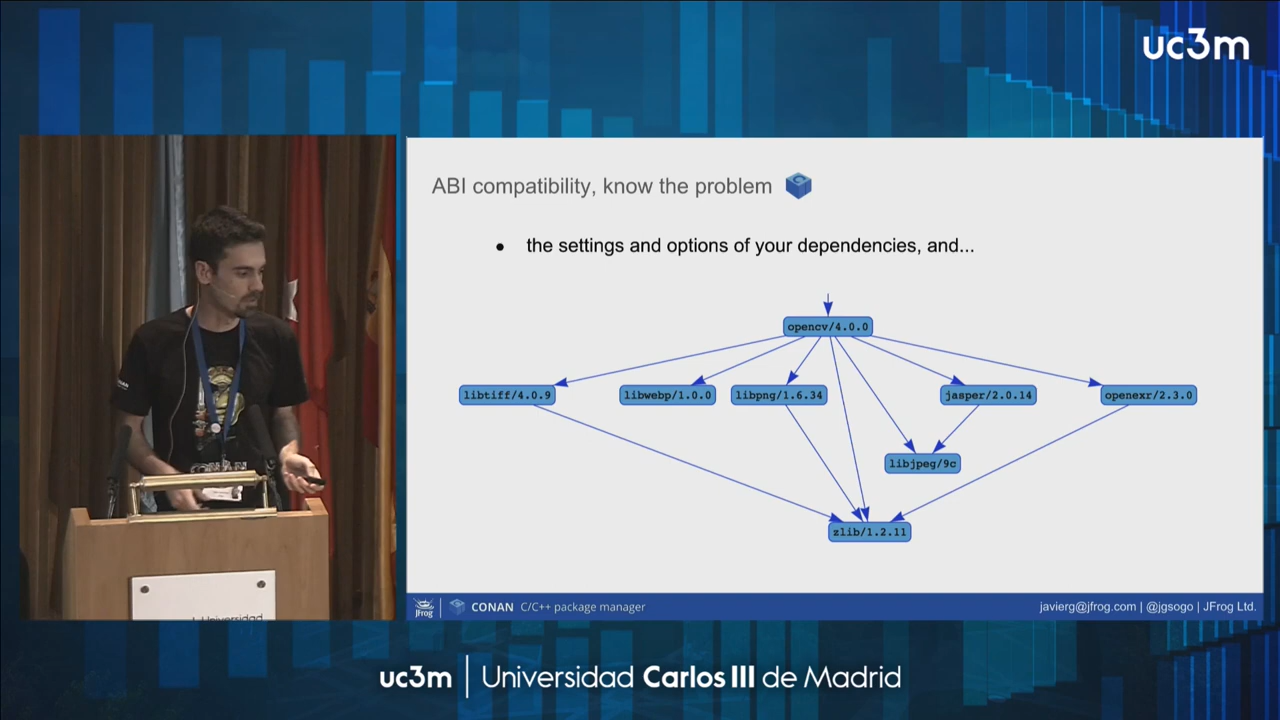 uc3m
ABI compatibility, know the problem
• the settings and options of your dependencies, and...
opencv/4.0.0
libtiff/4.0.9
libwebp/1.0.0
libpng/1.6.34
jasper/2.0.14
openexr/2.3.0
libjpeg/9c
zlib/1.2.11
JFrog
CONAN C/C++ package manager
javierg@jfrog.com | @jgsogo | JFrog Ltd.
CONAN
Universidad
uc3m | Universidad Carlos III de Madrid